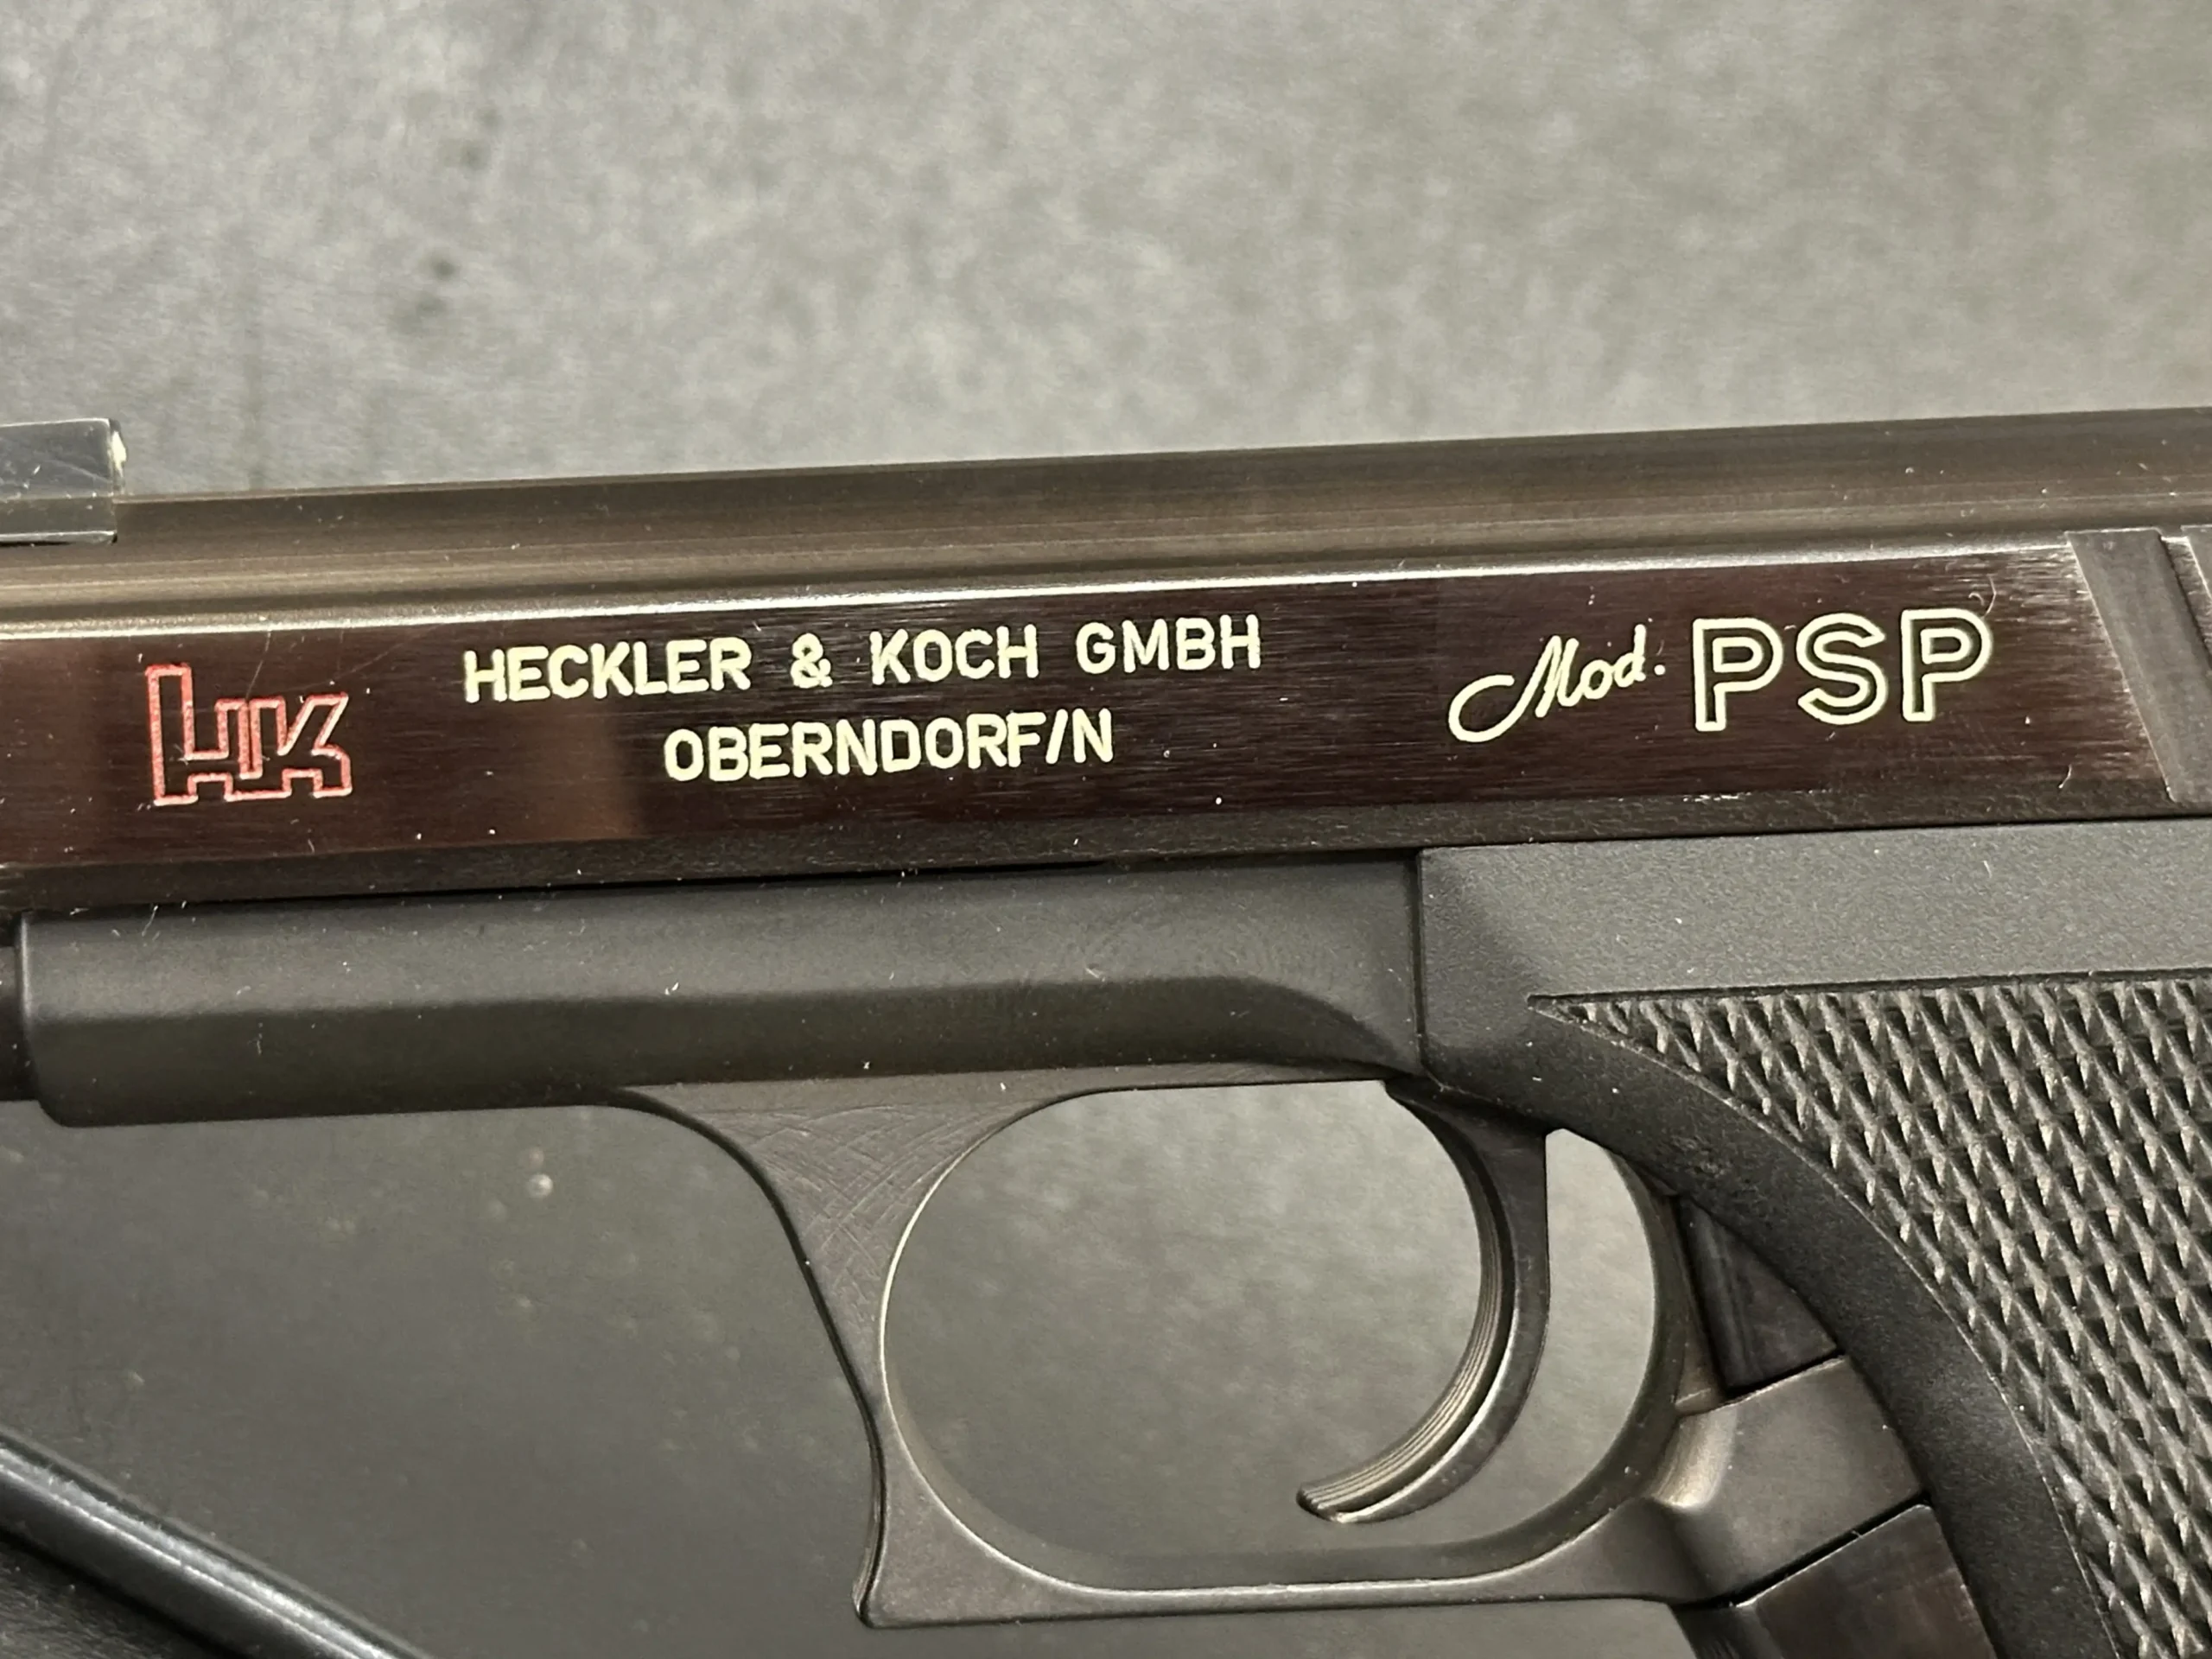 HK
HECKLER & KOCH GMBH
OBERNDORF/N
Mod. PSP